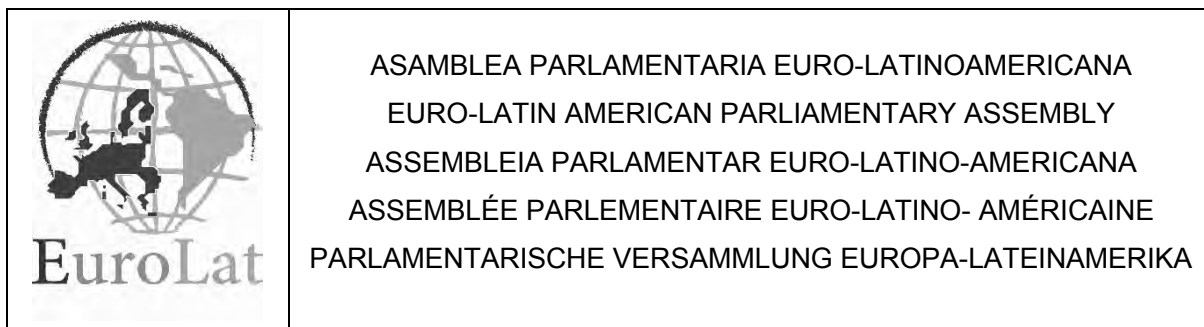 EuroLat
ASAMBLEA PARLAMENTARIA EURO-LATINOAMERICANA
EURO-LATIN AMERICAN PARLIAMENTARY ASSEMBLY
ASSEMBLEIA PARLAMENTAR EURO-LATINO-AMERICANA
ASSEMBLÉE PARLEMENTAIRE EURO-LATINO- AMÉRICAINE
PARLAMENTARISCHE VERSAMMLUNG EUROPA-LATEINAMERIKA